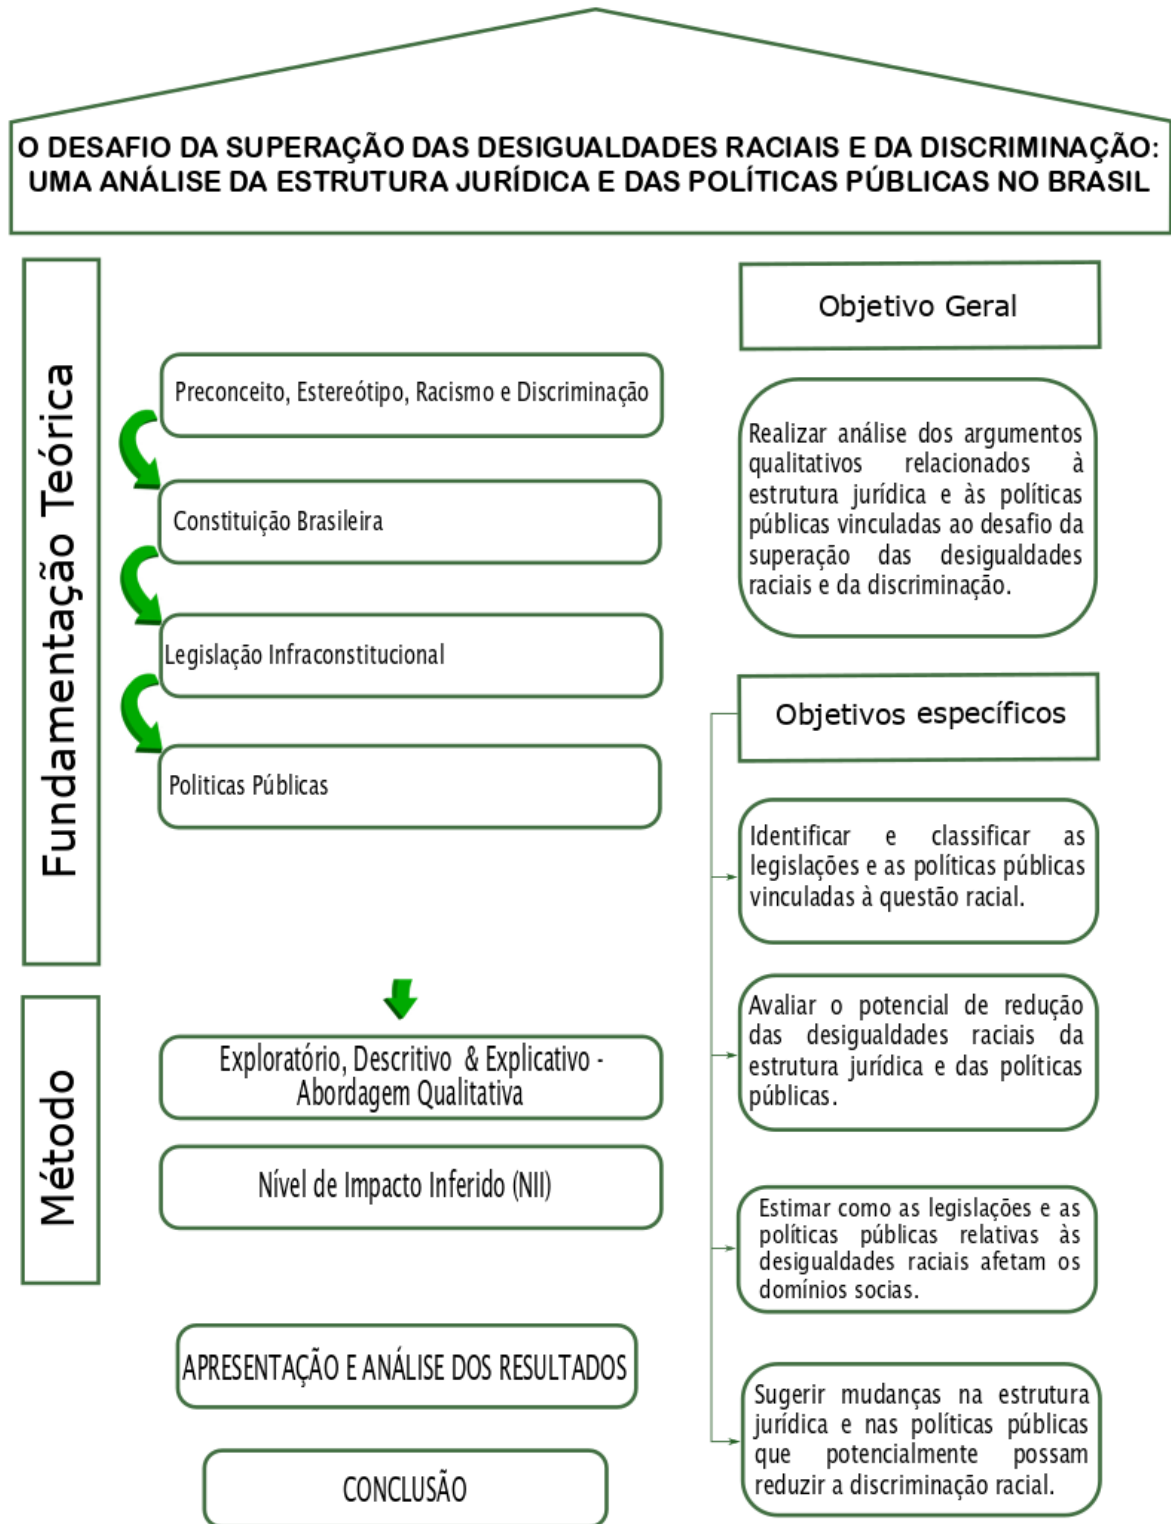 O DESAFIO DA SUPERAÇÃO DAS DESIGUALDADES RACIAIS E DA DISCRIMINAÇÃO:
UMA ANÁLISE DA ESTRUTURA JURÍDICA E DAS POLÍTICAS PÚBLICAS NO BRASIL
Fundamentação Teórica
Preconceito, Estereótipo, Racismo e Discriminação
Constituição Brasileira
Legislação Infraconstitucional
Politicas Públicas
Método
Exploratório, Descritivo & Explicativo -
Abordagem Qualitativa
Nível de Impacto Inferido (NII)
APRESENTAÇÃO E ANÁLISE DOS RESULTADOS
CONCLUSÃO
Objetivo Geral
Realizar análise dos argumentos
qualitativos relacionados à
estrutura jurídica e às políticas
públicas vinculadas ao desafio da
superação das desigualdades
raciais e da discriminação.
Objetivos específicos
Identificar e classificar as
legislações e as políticas públicas
vinculadas à questão racial.
Avaliar o potencial de redução
das desigualdades raciais da
estrutura jurídica e das políticas
públicas.
Estimar como as legislações e as
políticas públicas relativas às
desigualdades raciais afetam os
domínios socias.
Sugerir mudanças na estrutura
jurídica e nas políticas públicas
que potencialmente possam
reduzir a discriminação racial.